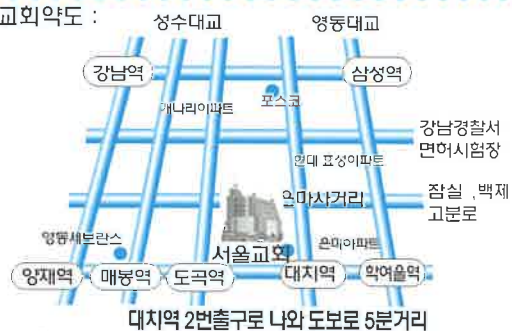 교회약도 :
성수대교
영동대교
강남역
삼성역
개나리아파트
포스코
강남경찰서
면허시험장
현대 표성아파트
은마사거리
잠실 ,백제
고분로
영동세브란스
서울교회
은마아파트
양재역
매봉역
도곡역
대치역
학여울역
대치역 2번출구로 나와 도보로 5분거리